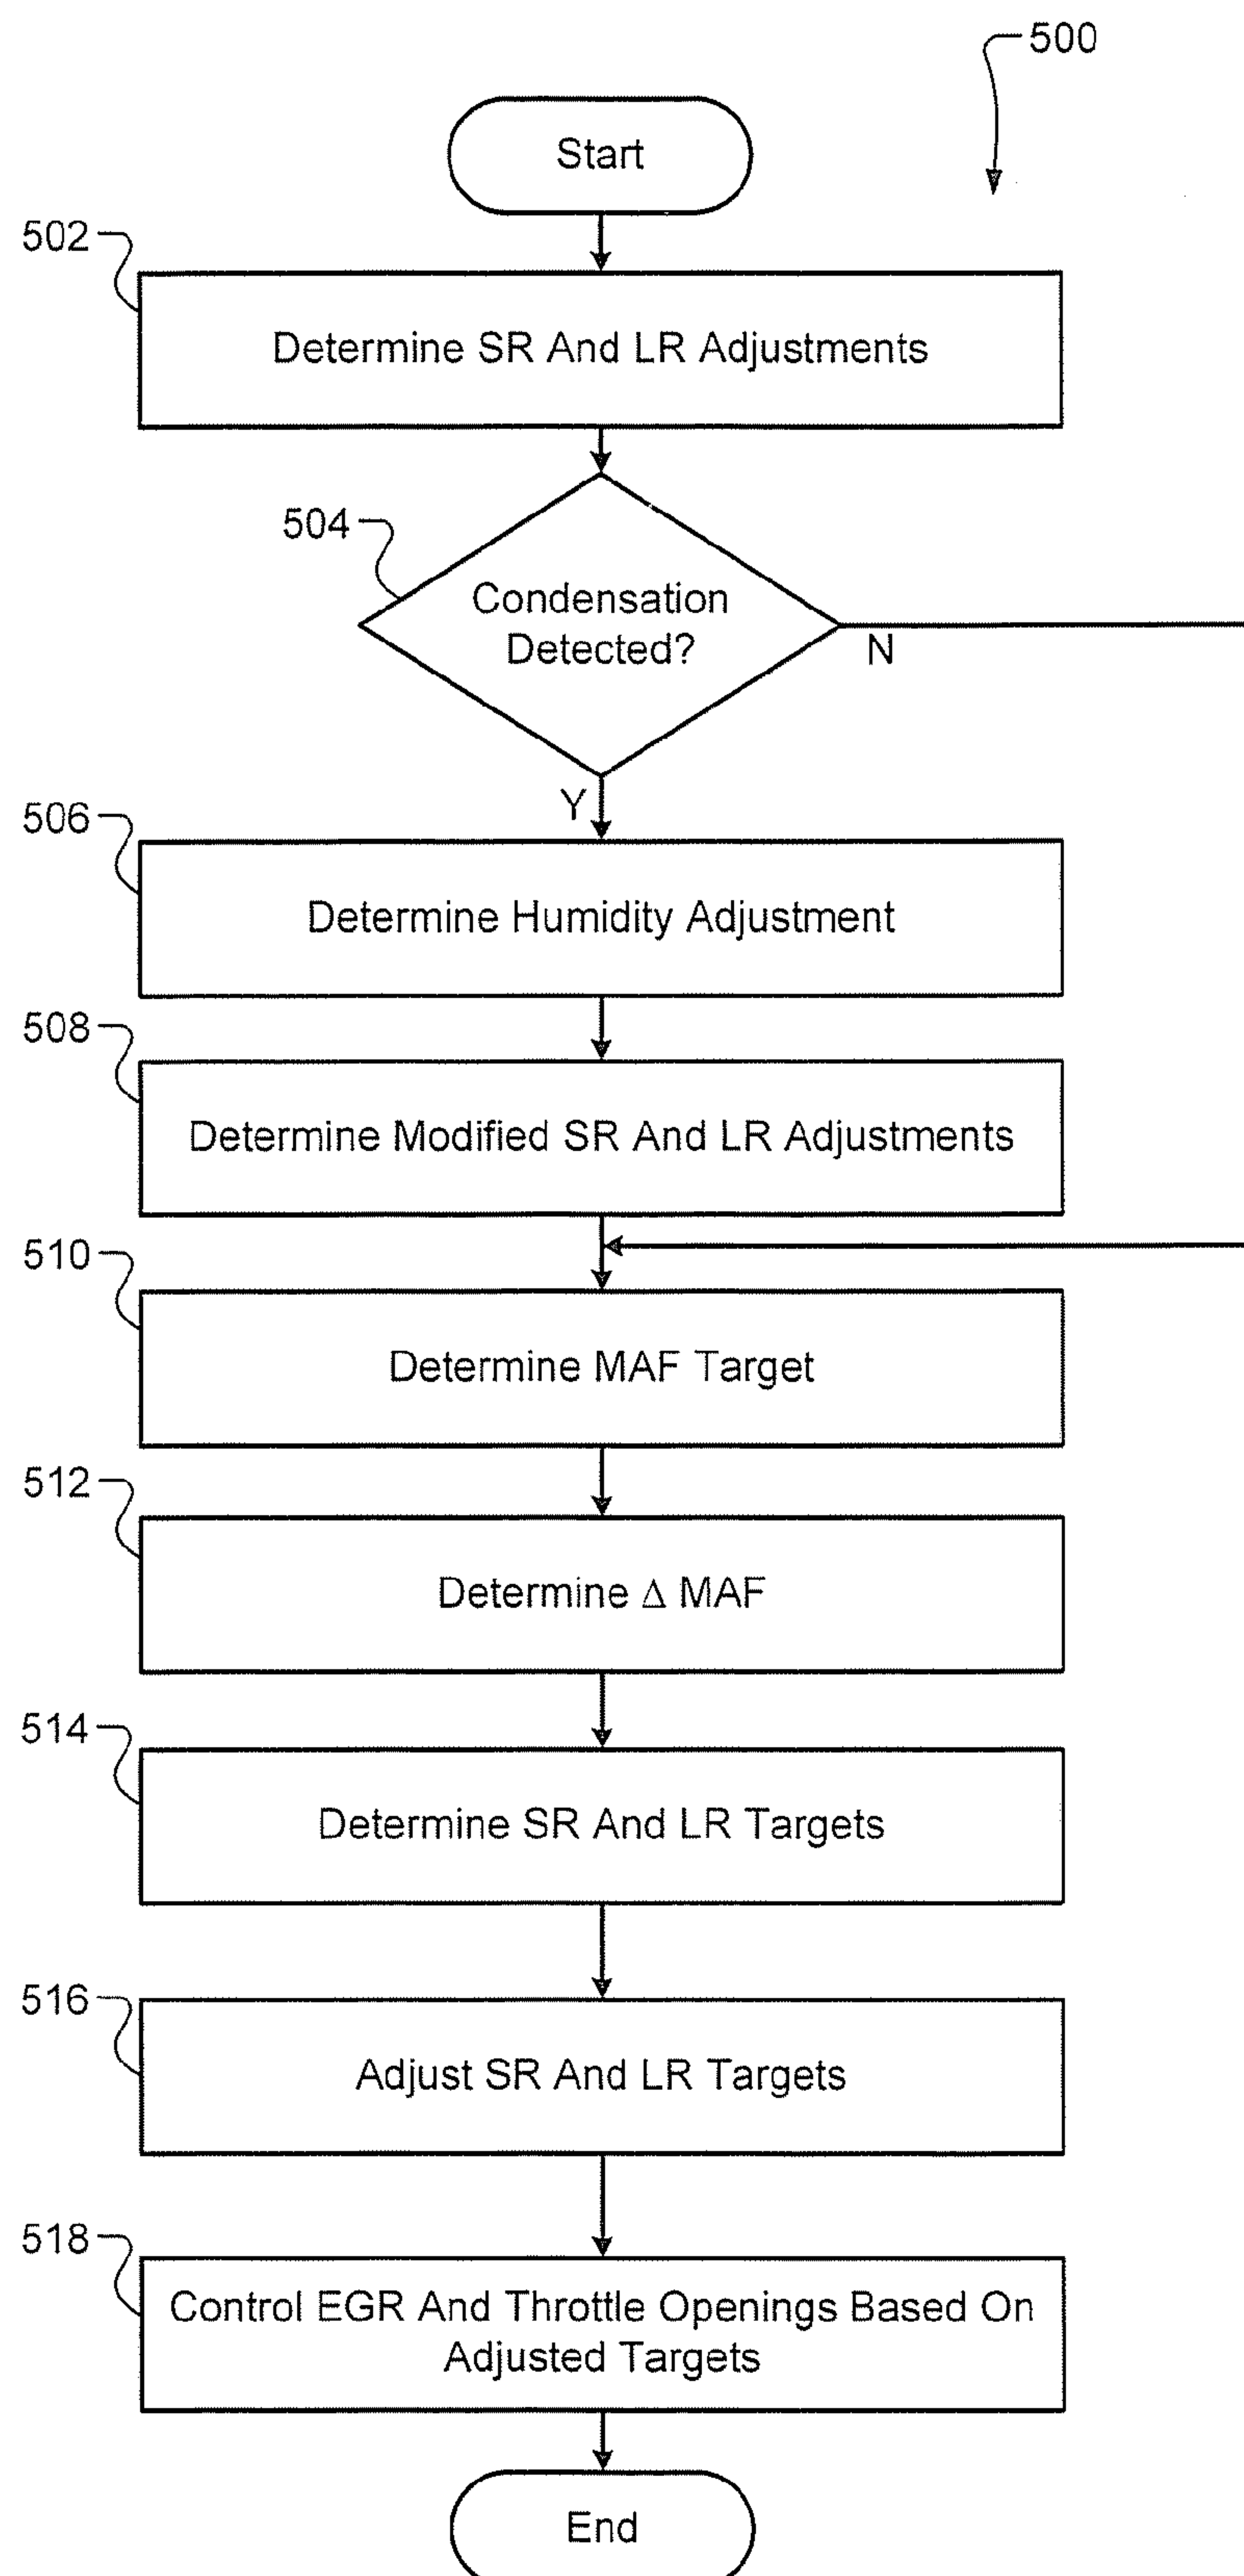 500
Start
502
Determine SR And LR Adjustments
504
Condensation
Detected?
N
Y
506
Determine Humidity Adjustment
508
Determine Modified SR And LR Adjustments
510
Determine MAF Target
512
Determine Δ MAF
514
Determine SR And LR Targets
516
Adjust SR And LR Targets
518
Control EGR And Throttle Openings Based On
Adjusted Targets
End